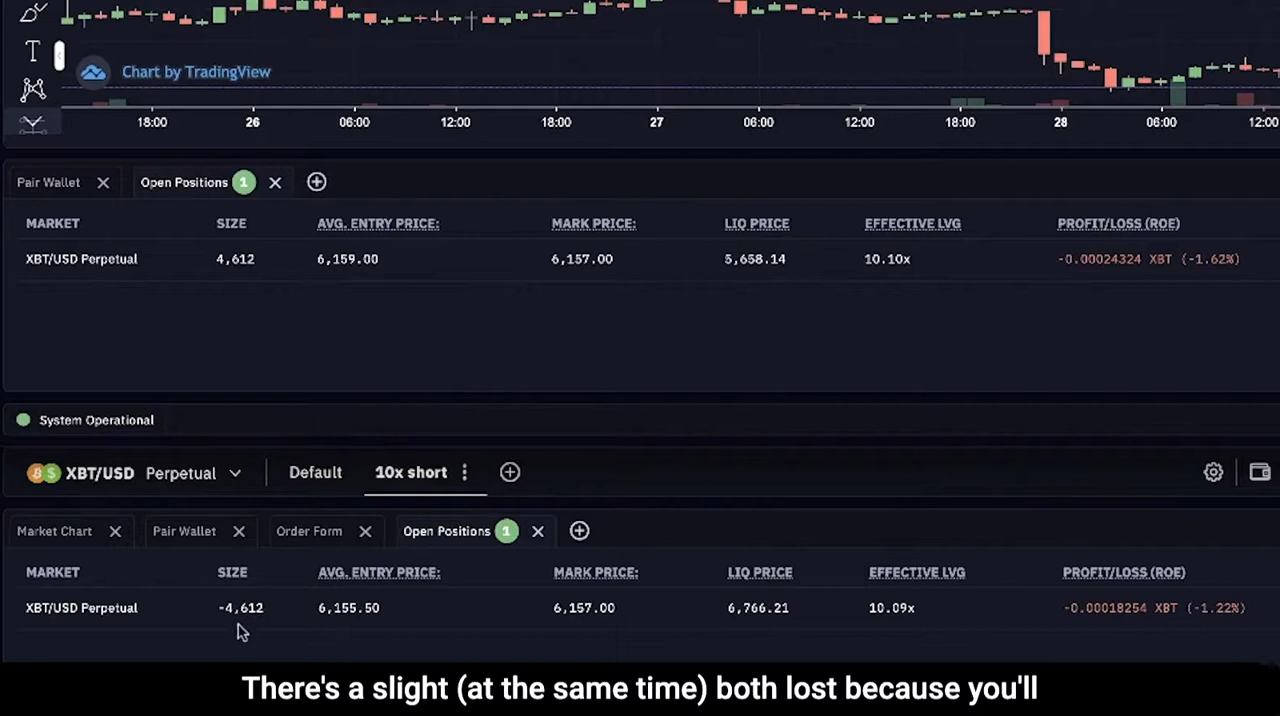 T
Chart by TradingView
18:00 26 06:00 12:00 18:00 27 06:00 12:00 18:00 28 06:00 12:00
Pair Wallet Open Positions 1
MARKET SIZE AVG. ENTRY PRICE: MARK PRICE: LIQ PRICE EFFECTIVE LVG PROFIT/LOSS (ROE)
XBT/USD Perpetual 4,612 6,159.00 6,157.00 5,658.14 10.10x -0.00024324 XBT (-1.62%)
System Operational
XBT/USD Perpetual Default 10x short
Market Chart Pair Wallet Order Form Open Positions 1
MARKET SIZE AVG. ENTRY PRICE: MARK PRICE: LIQ PRICE EFFECTIVE LVG PROFIT/LOSS (ROE)
XBT/USD Perpetual -4,612 6,155.50 6,157.00 6,766.21 10.09x -0.00018254 XBT (-1.22%)
There's a slight (at the same time) both lost because you'll